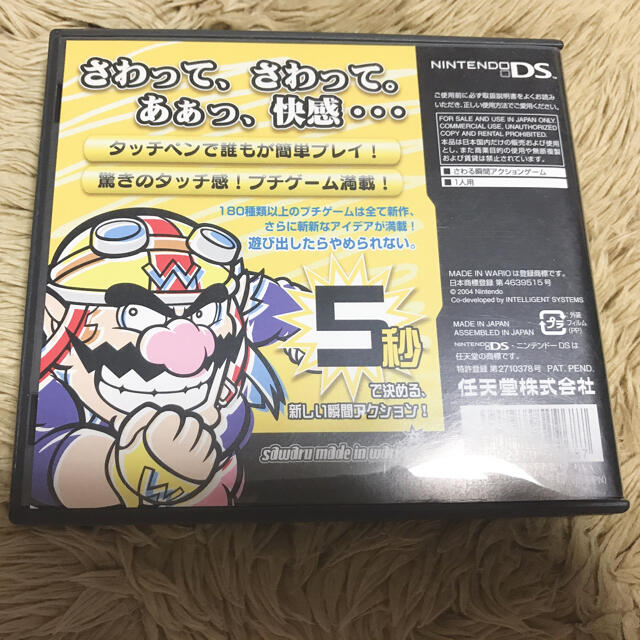 さわって、さわって。
あぁっ、快感・・・
タッチペンで誰もが簡単プレイ！
驚きのタッチ感！プチゲーム満載！
180種類以上のプチゲームは全て新作、
さらに斬新なアイデアが満載！
遊び出したらやめられない。
W
5秒
で決める、
新しい瞬間アクション！
sawaru made in
NINTENDO DS
ご使用前に必ず取扱説明書をよくお読み
いただき、正しい使用方法でご愛用ください。
FOR SALE AND USE IN JAPAN ONLY.
COMMERCIAL USE, UNAUTHORIZED
COPY AND RENTAL PROHIBITED.
本品は日本国内だけの販売および使用
とし、また商業目的の使用や無断複製
および賃貸は禁止されています。
■さわる瞬間アクションゲーム
■1人用
MADE IN WARIOは登録商標です。
日本商標登録 第4639515号
© 2004 Nintendo
Co-developed by INTELLIGENT SYSTEMS
MADE IN JAPAN
ASSEMBLED IN JAPAN
プラ
外装
フィルム
(PP)
NINTENDO DS・ニンテンドーDSは
任天堂の商標です。
特許登録 第2710378号 PAT. PEND.
任天堂株式会社
W